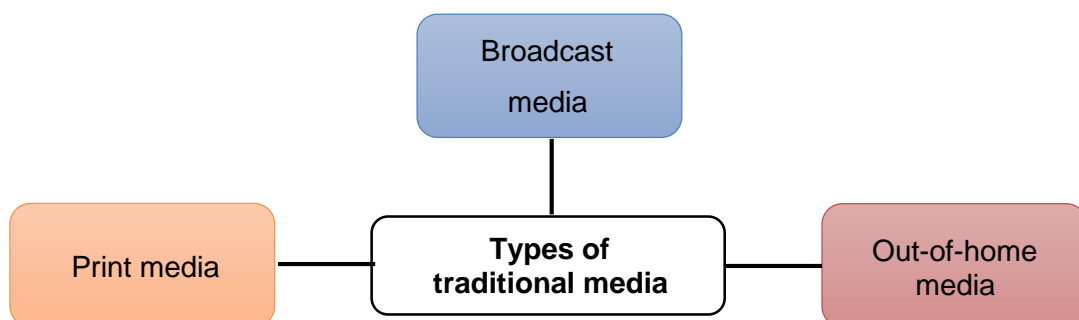 Broadcast
media
Print media
Types of
traditional media
Out-of-home
media